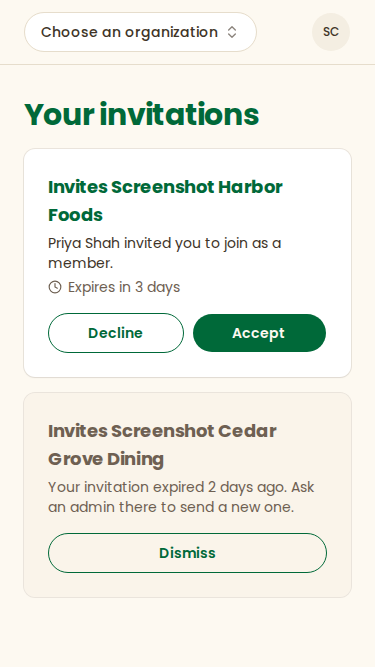 Choose an organization
SC
Your invitations
Invites Screenshot Harbor
Foods
Priya Shah invited you to join as a
member.
Expires in 3 days
Decline
Accept
Invites Screenshot Cedar
Grove Dining
Your invitation expired 2 days ago. Ask
an admin there to send a new one.
Dismiss